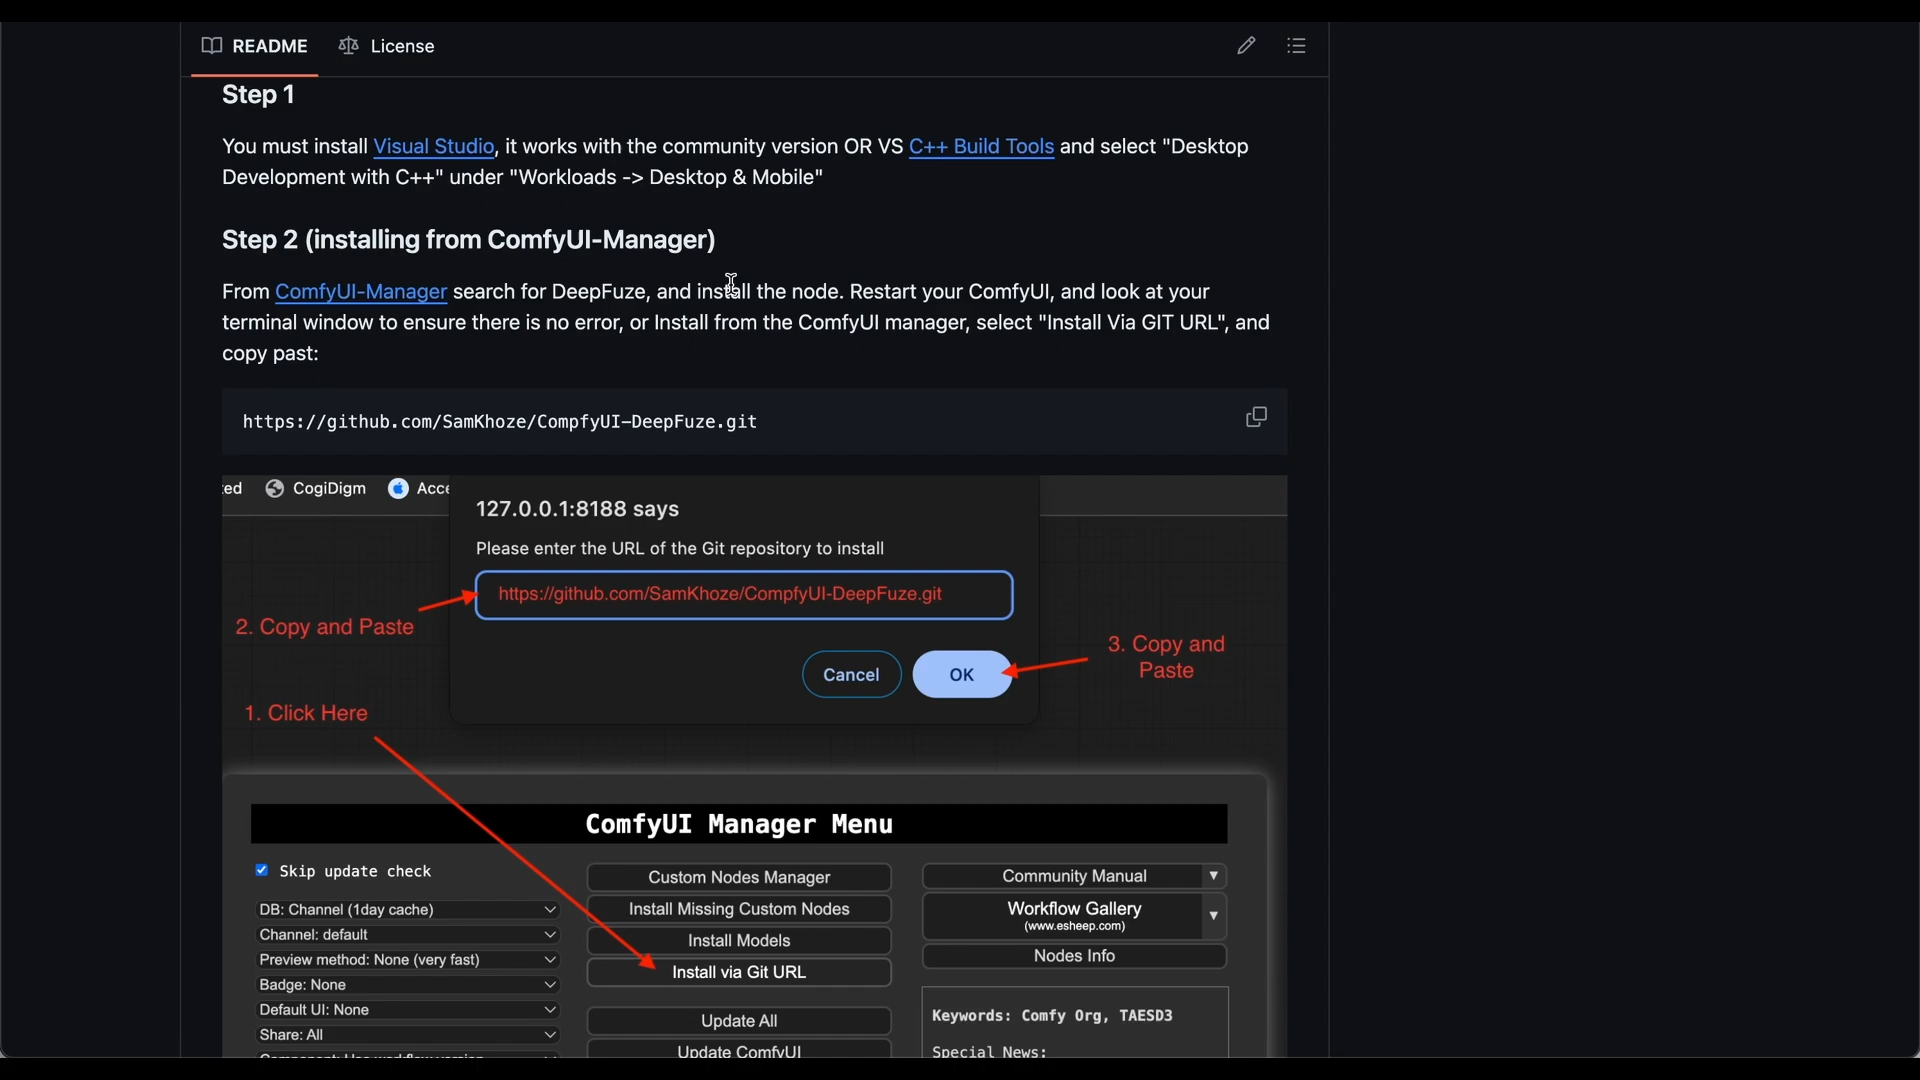 README License
Step 1
You must install Visual Studio, it works with the community version OR VS C++ Build Tools and select "Desktop
Development with C++" under "Workloads -> Desktop & Mobile"
Step 2 (installing from ComfyUI-Manager)
From ComfyUI-Manager search for DeepFuze, and install the node. Restart your ComfyUI, and look at your
terminal window to ensure there is no error, or Install from the ComfyUI manager, select "Install Via GIT URL", and
copy past:
https://github.com/SamKhoze/CompfyUI-DeepFuze.git
CogiDigm
127.0.0.1:8188 says
Please enter the URL of the Git repository to install
https://github.com/SamKhoze/CompfyUI-DeepFuze.git
2. Copy and Paste
3. Copy and
Paste
Cancel OK
1. Click Here
ComfyUI Manager Menu
Skip update check
DB: Channel (1day cache)
Channel: default
Preview method: None (very fast)
Badge: None
Default UI: None
Share: All
Custom Nodes Manager
Install Missing Custom Nodes
Install Models
Install via Git URL
Update All
Update ComfyUI
Community Manual
Workflow Gallery
(www.esheep.com)
Nodes Info
Keywords: Comfy Org, TAESD3
Special News: